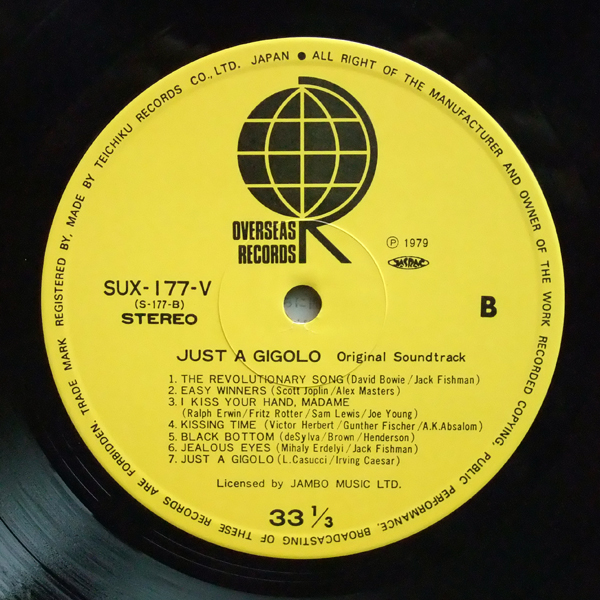 TRADE MARK REGISTERED BY, MADE BY TEICHIKU RECORDS CO., LTD. JAPAN ● ALL RIGHT OF THE MANUFACTURER AND OWNER OF THE WORK RECORDED COPYING, PUBLIC PERFORMANCE, BROADCASTING OF THESE RECORDS ARE FORBIDDEN.
OVERSEAS
RECORDS
Ⓟ 1979
JASRAC
SUX-177-V
(S-177-B)
STEREO
B
JUST A GIGOLO Original Soundtrack
1. THE REVOLUTIONARY SONG (David Bowie/Jack Fishman)
2. EASY WINNERS (Scott Joplin/Alex Masters)
3. I KISS YOUR HAND, MADAME
(Ralph Erwin/Fritz Rotter/Sam Lewis/Joe Young)
4. KISSING TIME (Victor Herbert/Gunther Fischer/A.K.Absalom)
5. BLACK BOTTOM (deSylva/Brown/Henderson)
6. JEALOUS EYES (Mihaly Erdelyi/Jack Fishman)
7. JUST A GIGOLO (L.Casucci/Irving Caesar)
Licensed by JAMBO MUSIC LTD.
33 1/3